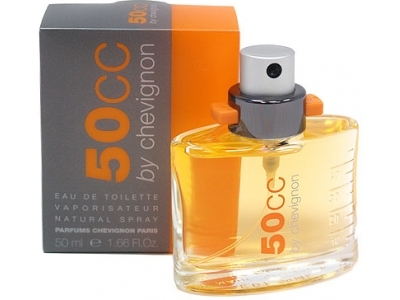 50CC
by chevignon
EAU DE TOILETTE
VAPORISATEUR
NATURAL SPRAY
PARFUMS CHEVIGNON PARIS
50 ml e 1.66 Fl.Oz
50CC
by chevignon